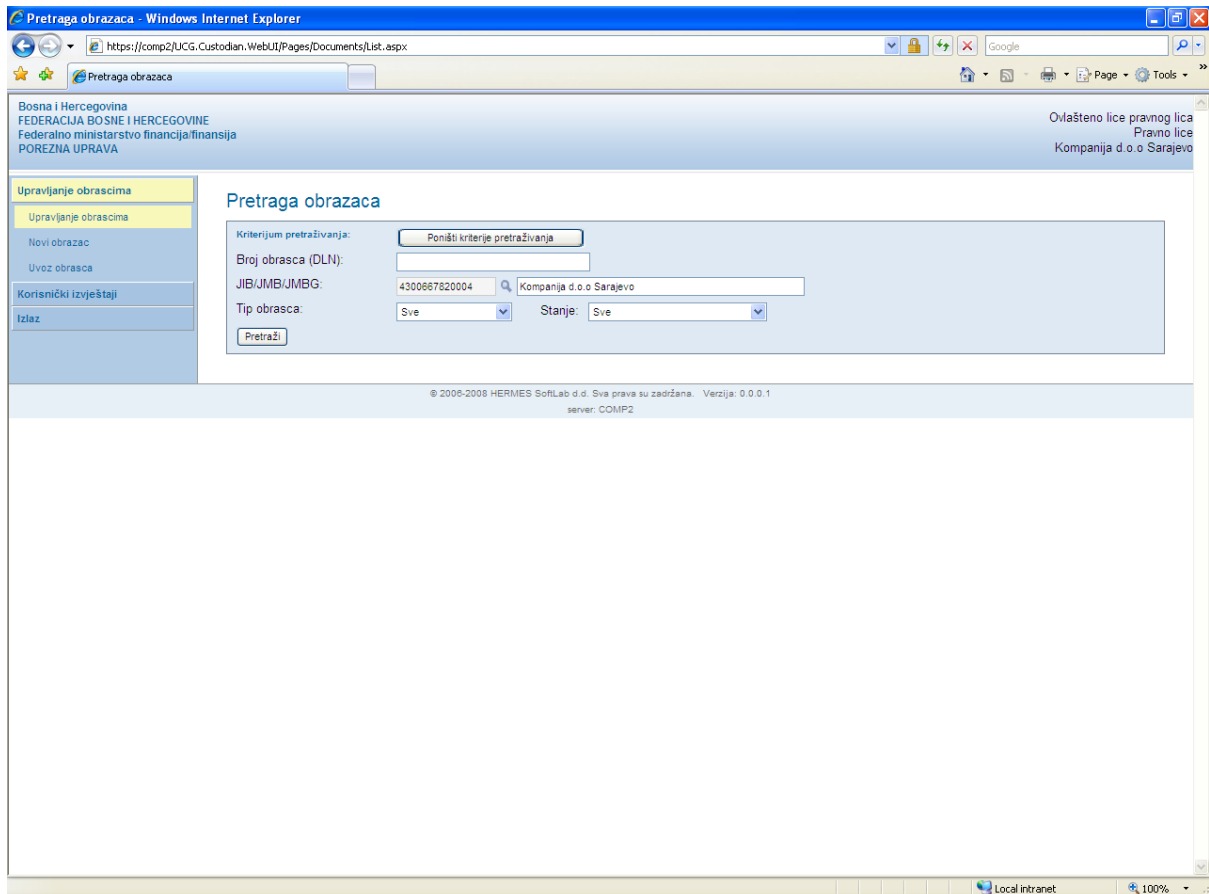 Pretraga obrazaca - Windows Internet Explorer
https://comp2/UCG.Custodian.WebUI/Pages/Documents/List.aspx
Google
Pretraga obrazaca
Page
Tools
Bosna i Hercegovina
FEDERACIJA BOSNE I HERCEGOVINE
Federalno ministarstvo financija/finansija
POREZNA UPRAVA
Ovlašteno lice pravnog lica
Pravno lice
Kompanija d.o.o Sarajevo
Upravljanje obrascima
Upravljanje obrascima
Novi obrazac
Uvoz obrasca
Korisnički izvještaji
Izlaz
Pretraga obrazaca
Kriterijum pretraživanja:
Poništi kriterije pretraživanja
Broj obrasca (DLN):
JIB/JMB/JMBG:
4300667820004
Kompanija d.o.o Sarajevo
Tip obrasca:
Sve
Stanje:
Sve
Pretraži
© 2006-2008 HERMES SoftLab d.d. Sva prava su zadržana. Verzija: 0.0.0.1
server: COMP2
Local intranet
100%